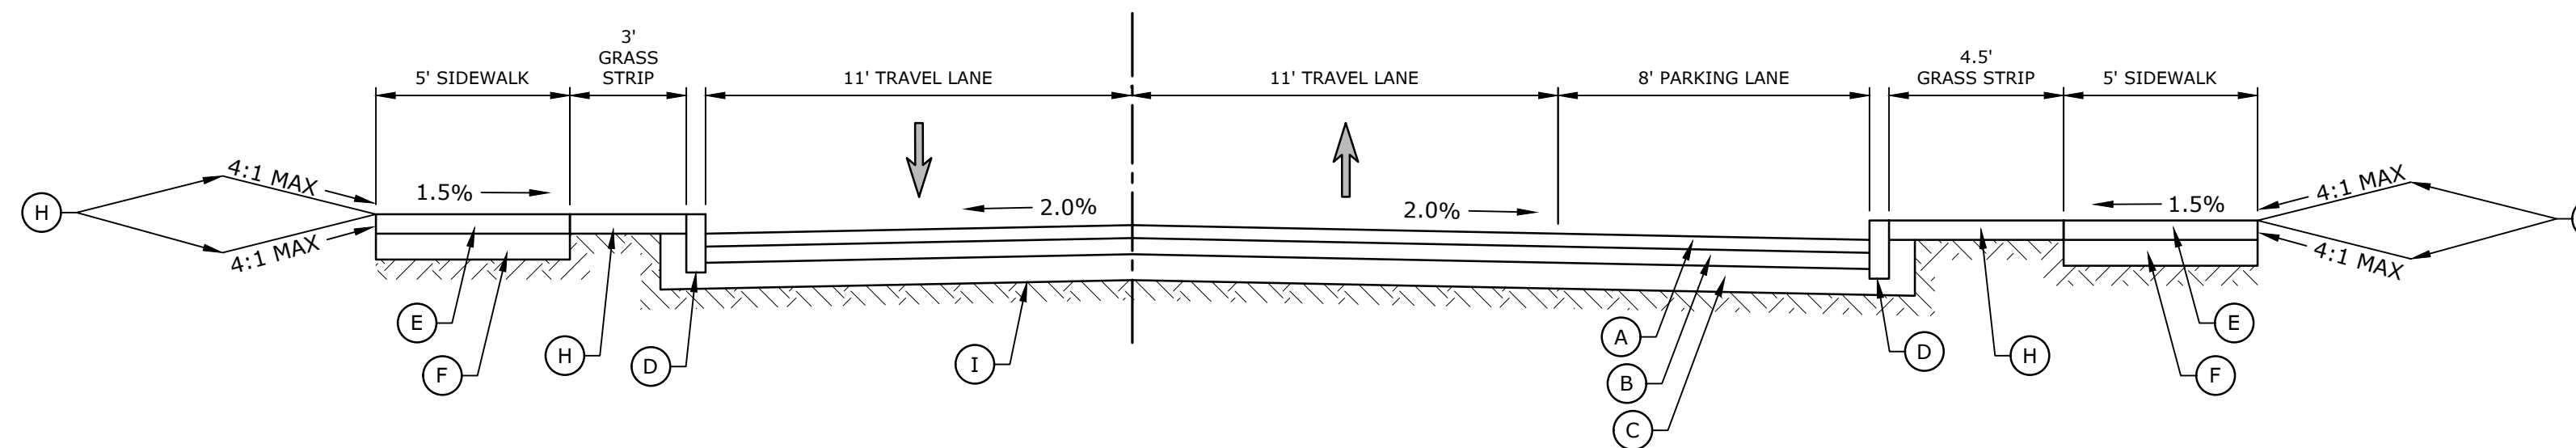 3'
GRASS
STRIP
5' SIDEWALK
11' TRAVEL LANE
11' TRAVEL LANE
8' PARKING LANE
4.5'
GRASS STRIP
5' SIDEWALK
4:1 MAX
4:1 MAX
1.5%
2.0%
2.0%
1.5%
4:1 MAX
4:1 MAX
H
E
F
H
D
I
A
B
C
D
H
E
F